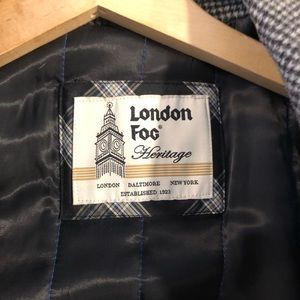 London
Fog®
Heritage
LONDON BALTIMORE NEW YORK
ESTABLISHED 1923